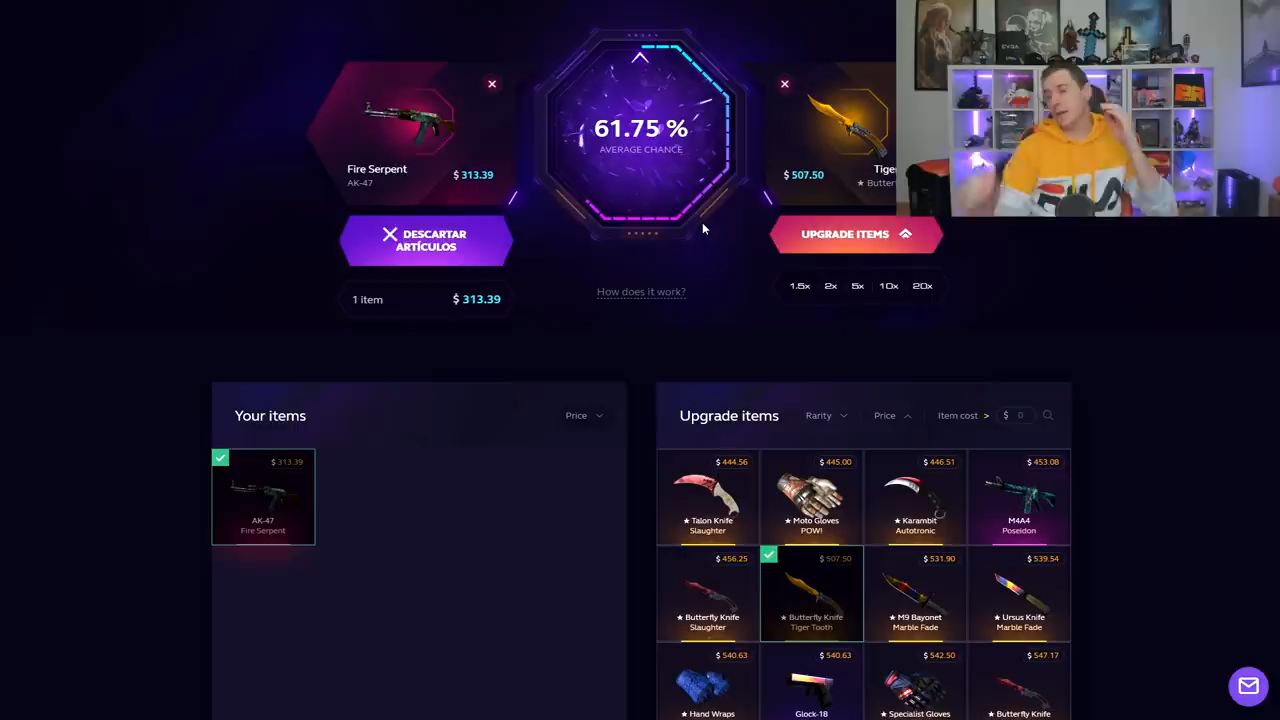 Fire Serpent
AK-47
$ 313.39
61.75 %
AVERAGE CHANCE
$ 507.50
Tige
★ Butter
DESCARTAR
ARTÍCULOS
UPGRADE ITEMS
1 item
$ 313.39
How does it work?
1.5x 2x 5x 10x 20x
Your items
Price
Upgrade items
Rarity
Price
Item cost >
$ 0
$ 313.39
AK-47
Fire Serpent
$ 444.56
★ Talon Knife
Slaughter
$ 445.00
★ Moto Gloves
POW!
$ 446.51
★ Karambit
Autotronic
$ 453.08
M4A4
Poseidon
$ 456.25
★ Butterfly Knife
Slaughter
$ 507.50
★ Butterfly Knife
Tiger Tooth
$ 531.90
★ M9 Bayonet
Marble Fade
$ 539.54
★ Ursus Knife
Marble Fade
$ 540.63
★ Hand Wraps
$ 540.63
Glock-18
$ 542.50
★ Specialist Gloves
$ 547.17
★ Butterfly Knife
EVGA
FILA